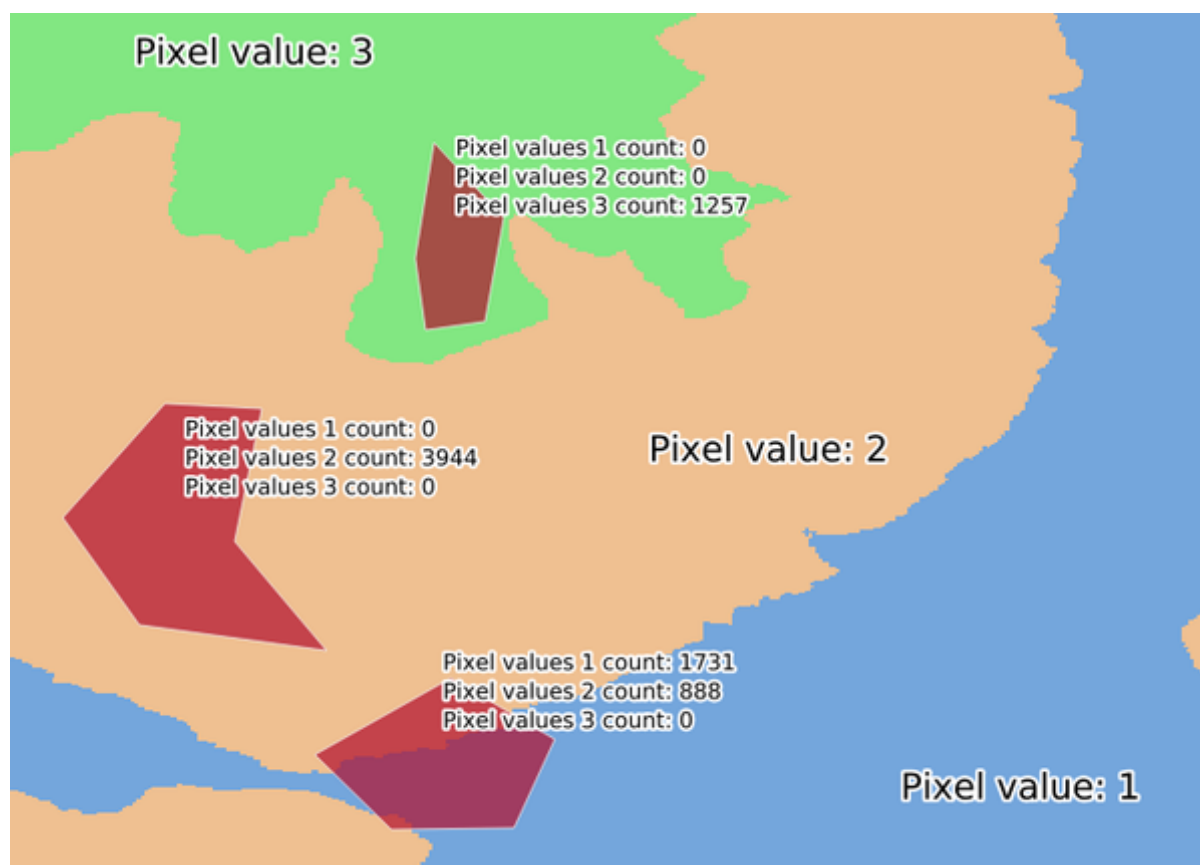 Pixel value: 3
Pixel values 1 count: 0
Pixel values 2 count: 0
Pixel values 3 count: 1257
Pixel values 1 count: 0
Pixel values 2 count: 3944
Pixel values 3 count: 0
Pixel value: 2
Pixel values 1 count: 1731
Pixel values 2 count: 888
Pixel values 3 count: 0
Pixel value: 1